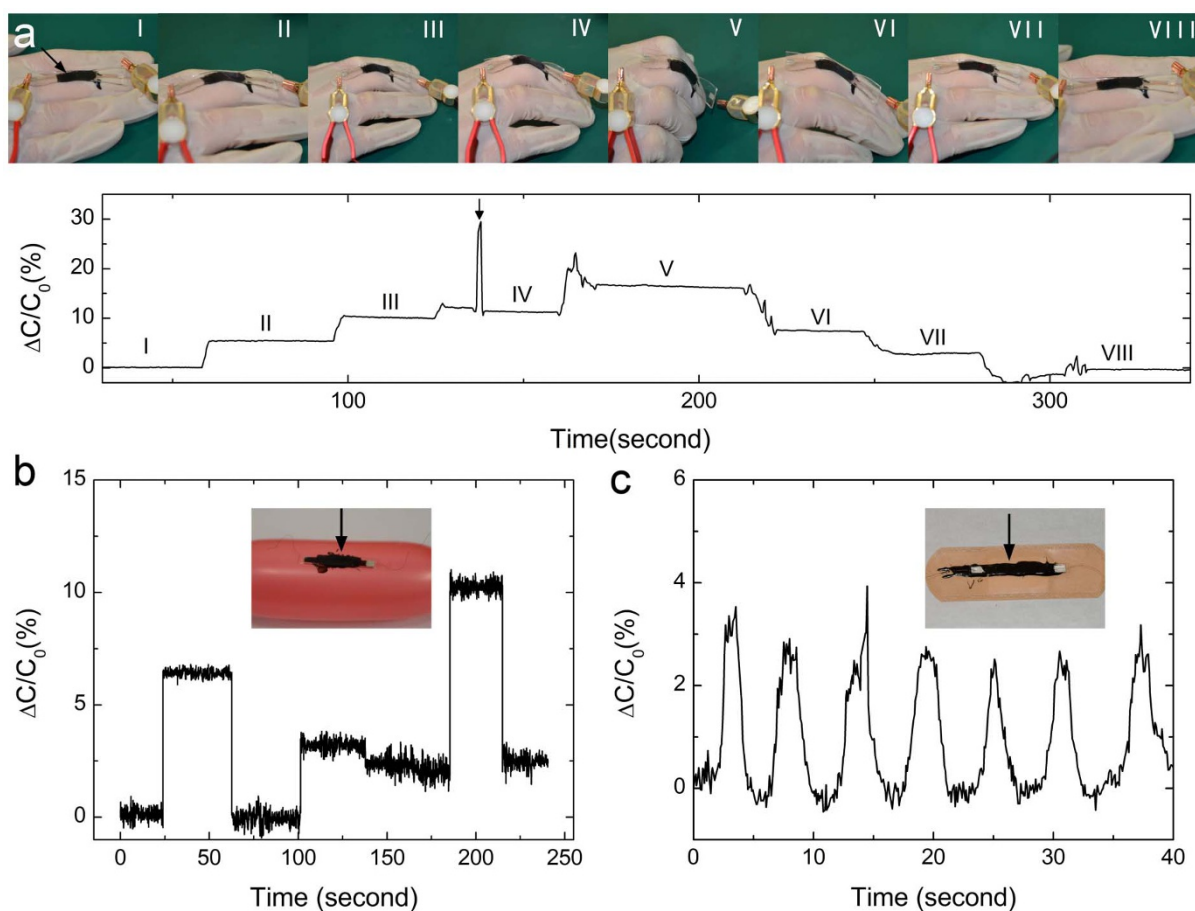 a I II III IV V VI VII VIII
ΔC/C₀(%)
30
20
10
0
I II III IV V VI VII VIII
100 200 300
Time(second)
b
ΔC/C₀(%)
15
10
5
0
0 50 100 150 200 250
Time (second)
c
ΔC/C₀(%)
6
4
2
0
0 10 20 30 40
Time (second)